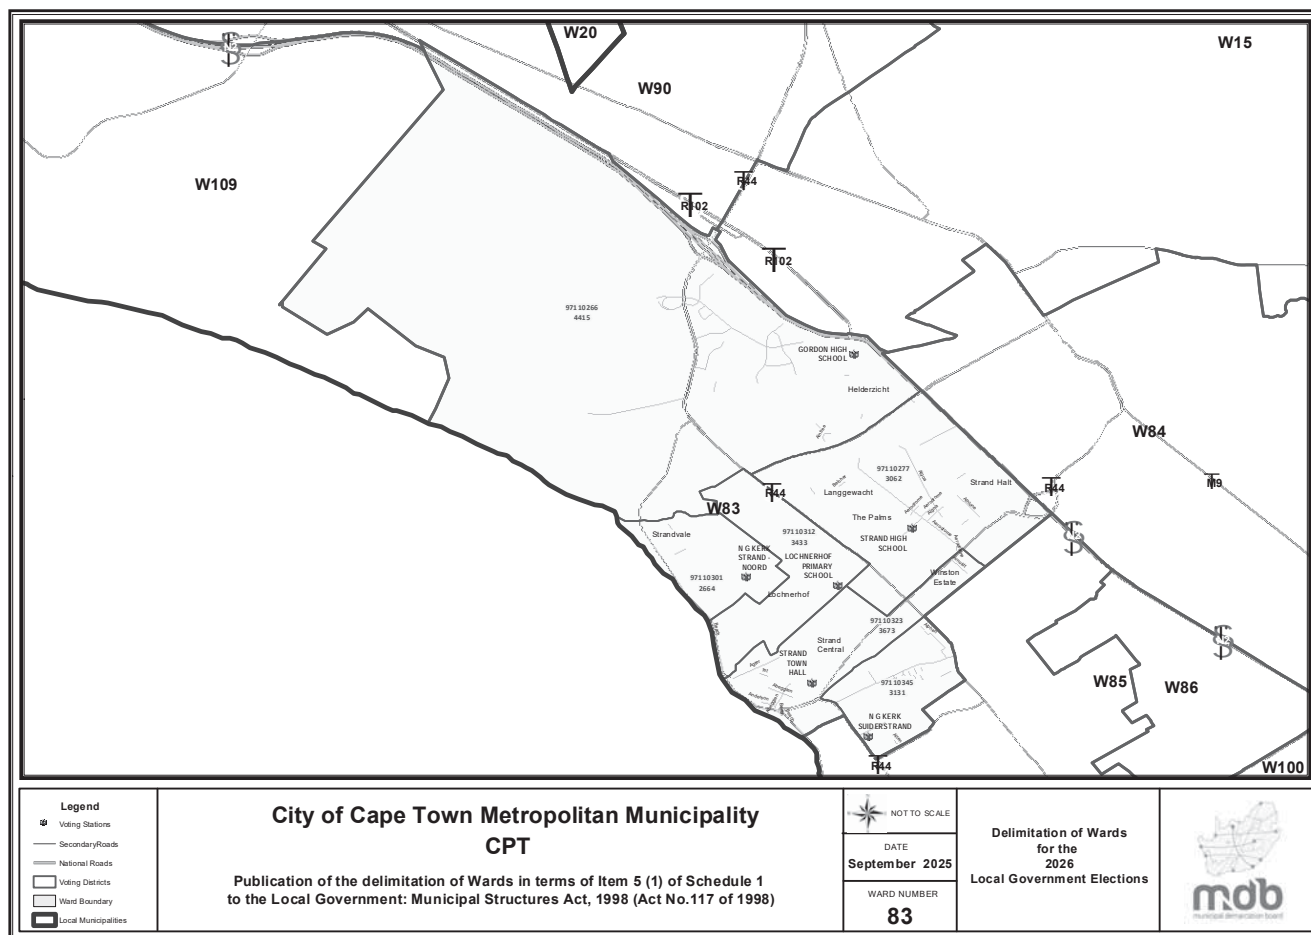 W20
W15
W90
N2
W109
R44
R102
R102
97110266
4415
GORDON HIGH
SCHOOL
Helderzicht
W84
97110277
3062
Strand Halt
Langgewacht
R44
R44
M9
W83
The Palms
STRAND HIGH
SCHOOL
N2
Strandvale
97110312
3433
N G KERK
STRAND -
NOORD
LOCHNERHOF
PRIMARY
SCHOOL
97110301
2664
Winston
Estate
Lochnerhof
97110323
3673
Strand
Central
N2
STRAND
TOWN
HALL
97110345
3131
W85
W86
N G KERK
SUIDERSTRAND
R44
W100
Legend
Voting Stations
SecondaryRoads
National Roads
Voting Districts
Ward Boundary
Local Municipalities
City of Cape Town Metropolitan Municipality
CPT
Publication of the delimitation of Wards in terms of Item 5 (1) of Schedule 1
to the Local Government: Municipal Structures Act, 1998 (Act No.117 of 1998)
NOT TO SCALE
DATE
September 2025
WARD NUMBER
83
Delimitation of Wards
for the
2026
Local Government Elections
mdb
municipal demarcation board